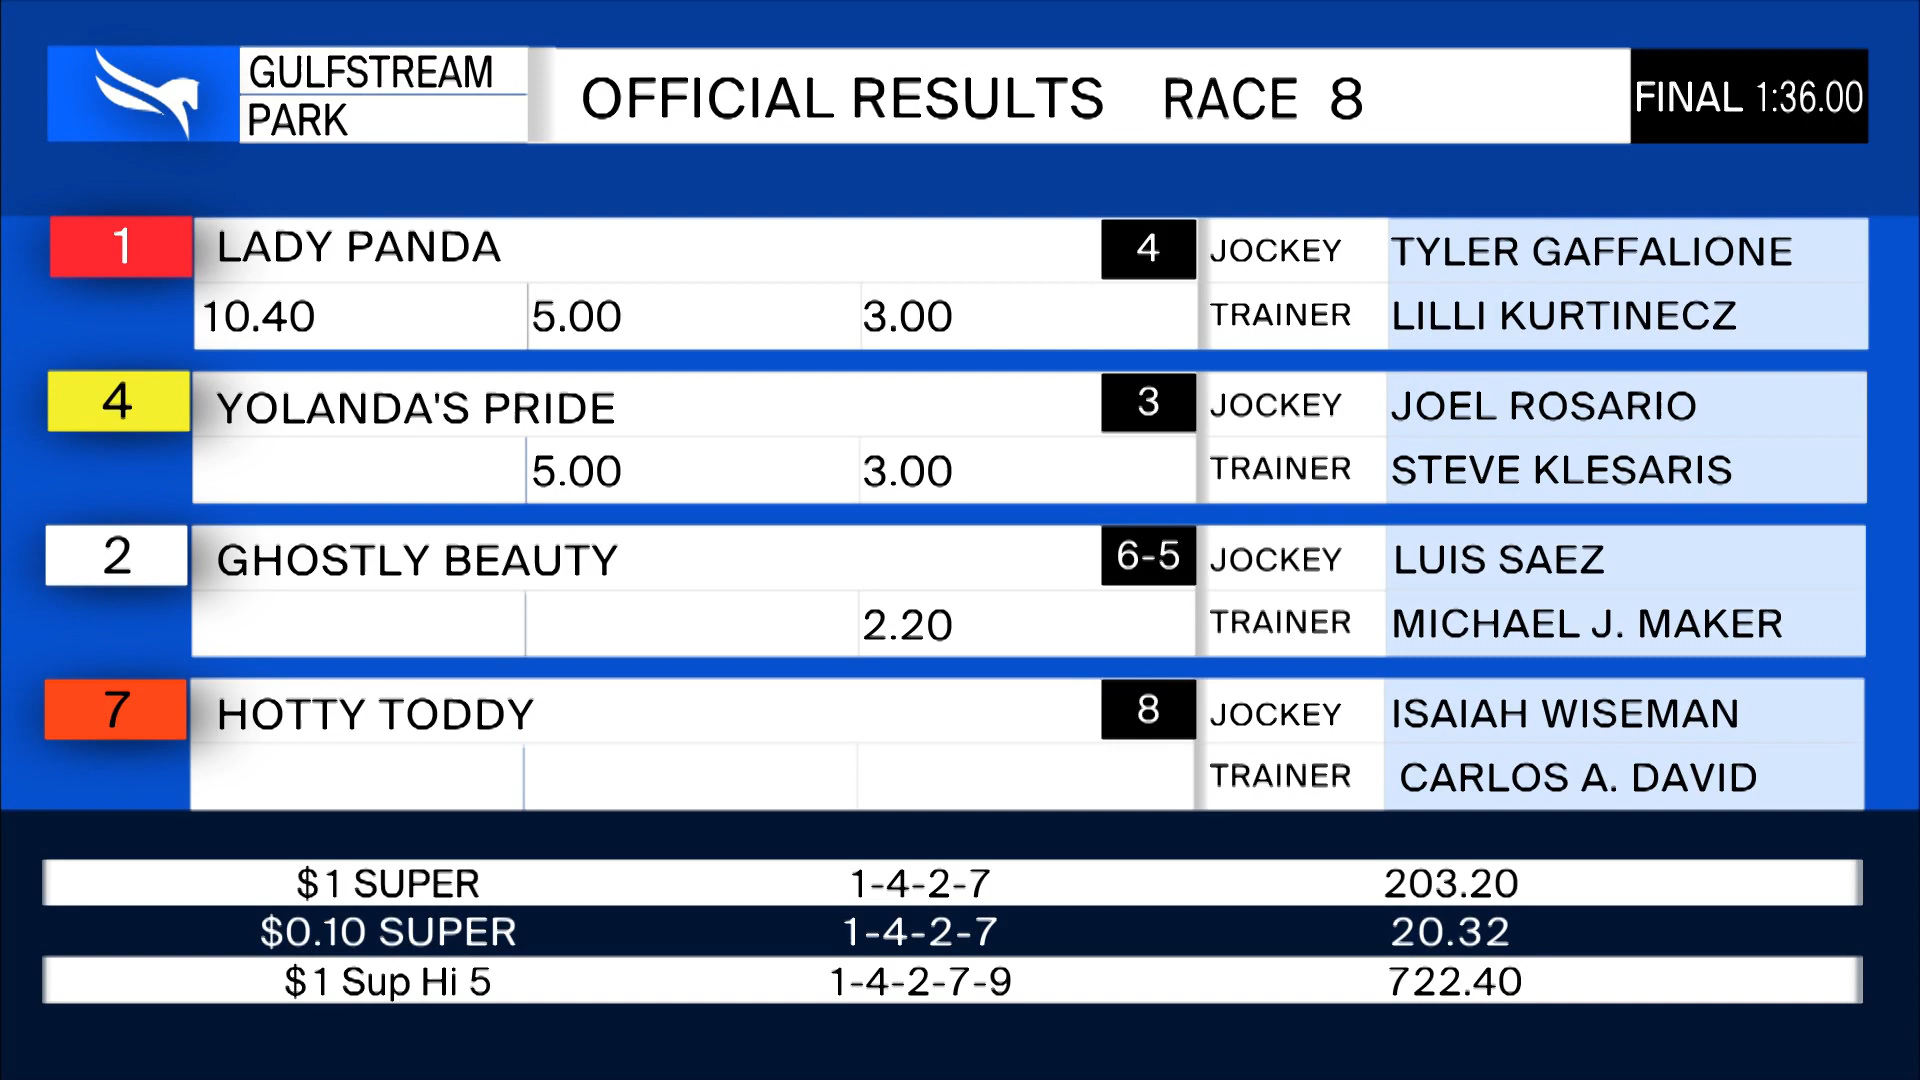 GULFSTREAM
PARK
OFFICIAL RESULTS RACE 8
FINAL 1:36.00
1 LADY PANDA 4 JOCKEY TYLER GAFFALIONE
10.40 5.00 3.00 TRAINER LILLI KURTINECZ
4 YOLANDA'S PRIDE 3 JOCKEY JOEL ROSARIO
5.00 3.00 TRAINER STEVE KLESARIS
2 GHOSTLY BEAUTY 6-5 JOCKEY LUIS SAEZ
2.20 TRAINER MICHAEL J. MAKER
7 HOTTY TODDY 8 JOCKEY ISAIAH WISEMAN
TRAINER CARLOS A. DAVID
$1 SUPER 1-4-2-7 203.20
$0.10 SUPER 1-4-2-7 20.32
$1 Sup Hi 5 1-4-2-7-9 722.40